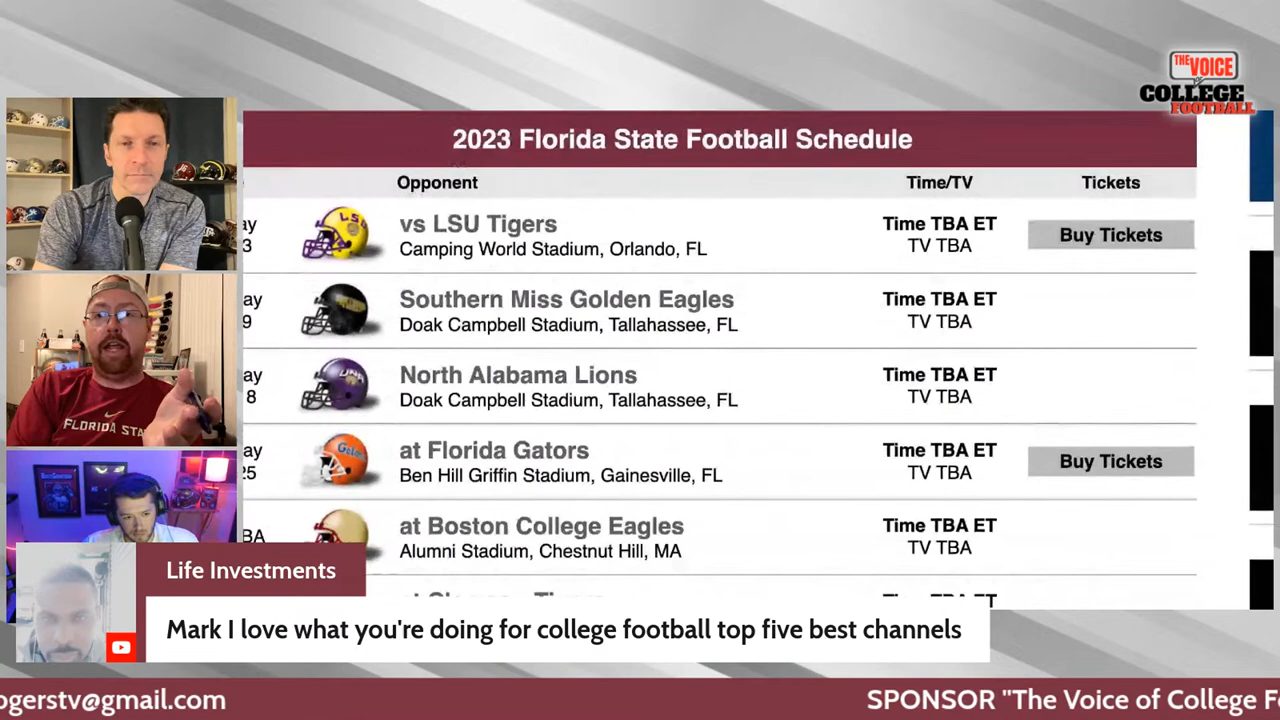 THE VOICE
OF
COLLEGE
FOOTBALL
2023 Florida State Football Schedule
Opponent
Time/TV
Tickets
ay
3
LSU
vs LSU Tigers
Camping World Stadium, Orlando, FL
Time TBA ET
TV TBA
Buy Tickets
ay
9
Southern Miss Golden Eagles
Doak Campbell Stadium, Tallahassee, FL
Time TBA ET
TV TBA
ay
8
UNA
North Alabama Lions
Doak Campbell Stadium, Tallahassee, FL
Time TBA ET
TV TBA
ay
25
Gators
at Florida Gators
Ben Hill Griffin Stadium, Gainesville, FL
Time TBA ET
TV TBA
Buy Tickets
BA
at Boston College Eagles
Alumni Stadium, Chestnut Hill, MA
Time TBA ET
TV TBA
FLORIDA STA
Life Investments
Mark I love what you're doing for college football top five best channels
ogerstv@gmail.com
SPONSOR "The Voice of College F